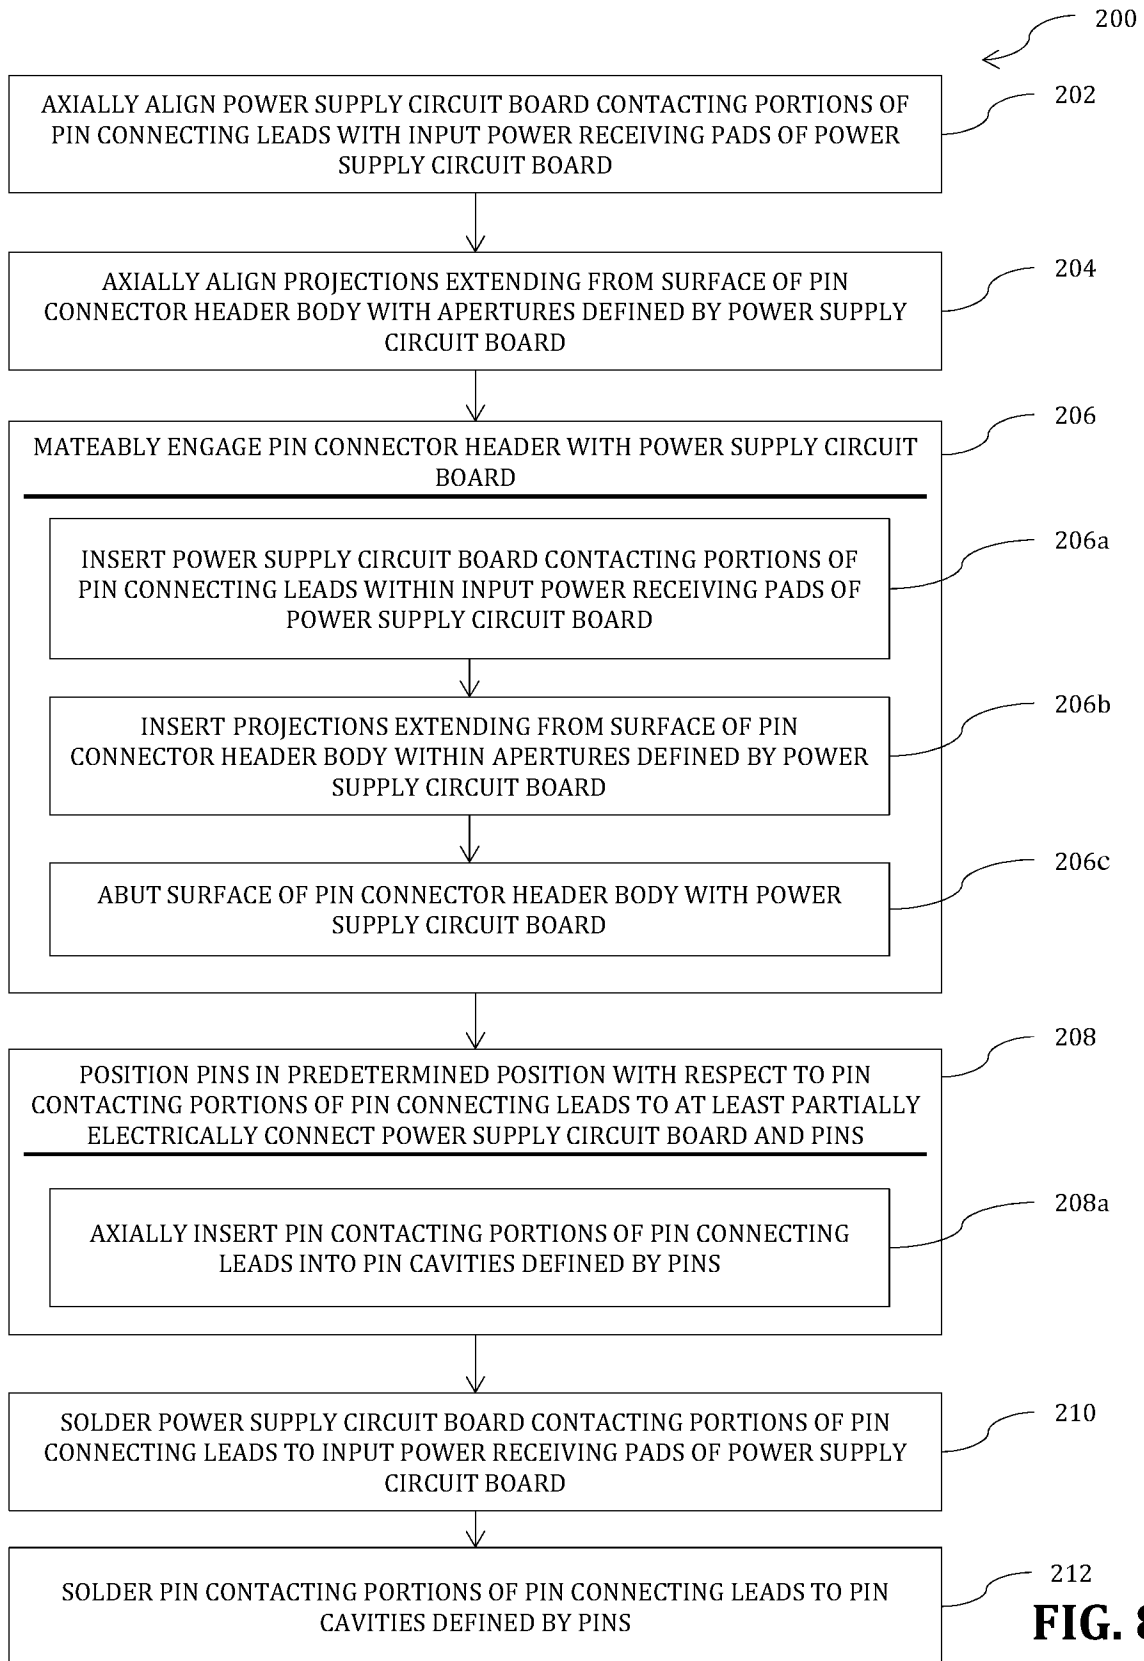 200
AXIALLY ALIGN POWER SUPPLY CIRCUIT BOARD CONTACTING PORTIONS OF
PIN CONNECTING LEADS WITH INPUT POWER RECEIVING PADS OF POWER
SUPPLY CIRCUIT BOARD
202
AXIALLY ALIGN PROJECTIONS EXTENDING FROM SURFACE OF PIN
CONNECTOR HEADER BODY WITH APERTURES DEFINED BY POWER SUPPLY
CIRCUIT BOARD
204
MATEABLY ENGAGE PIN CONNECTOR HEADER WITH POWER SUPPLY CIRCUIT
BOARD
206
INSERT POWER SUPPLY CIRCUIT BOARD CONTACTING PORTIONS OF
PIN CONNECTING LEADS WITHIN INPUT POWER RECEIVING PADS OF
POWER SUPPLY CIRCUIT BOARD
206a
INSERT PROJECTIONS EXTENDING FROM SURFACE OF PIN
CONNECTOR HEADER BODY WITHIN APERTURES DEFINED BY POWER
SUPPLY CIRCUIT BOARD
206b
ABUT SURFACE OF PIN CONNECTOR HEADER BODY WITH POWER
SUPPLY CIRCUIT BOARD
206c
POSITION PINS IN PREDETERMINED POSITION WITH RESPECT TO PIN
CONTACTING PORTIONS OF PIN CONNECTING LEADS TO AT LEAST PARTIALLY
ELECTRICALLY CONNECT POWER SUPPLY CIRCUIT BOARD AND PINS
208
AXIALLY INSERT PIN CONTACTING PORTIONS OF PIN CONNECTING
LEADS INTO PIN CAVITIES DEFINED BY PINS
208a
SOLDER POWER SUPPLY CIRCUIT BOARD CONTACTING PORTIONS OF PIN
CONNECTING LEADS TO INPUT POWER RECEIVING PADS OF POWER SUPPLY
CIRCUIT BOARD
210
SOLDER PIN CONTACTING PORTIONS OF PIN CONNECTING LEADS TO PIN
CAVITIES DEFINED BY PINS
212
FIG. 8